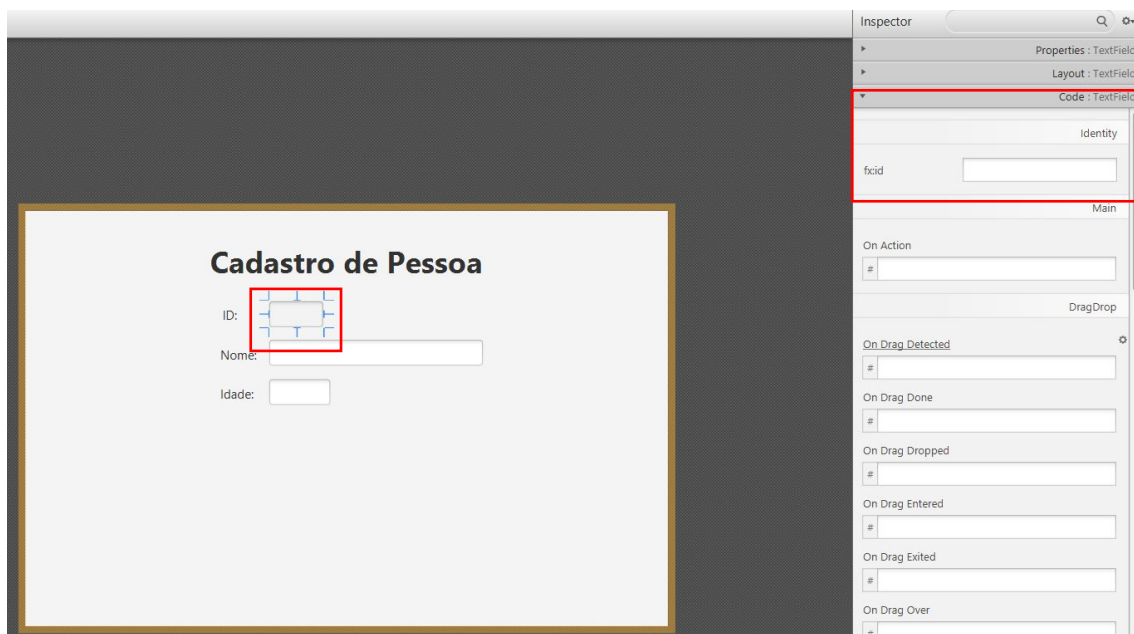 Inspector
Properties : TextField
Layout : TextField
Code : TextField
Identity
fx:id
Main
On Action
#
DragDrop
On Drag Detected
#
On Drag Done
#
On Drag Dropped
#
On Drag Entered
#
On Drag Exited
#
On Drag Over
#
Cadastro de Pessoa
ID:
Nome:
Idade: